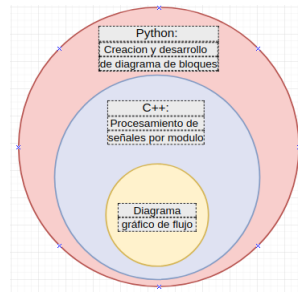 Python:
Creacion y desarrollo
de diagrama de bloques
C++:
Procesamiento de
señales por modulo
Diagrama
gráfico de flujo